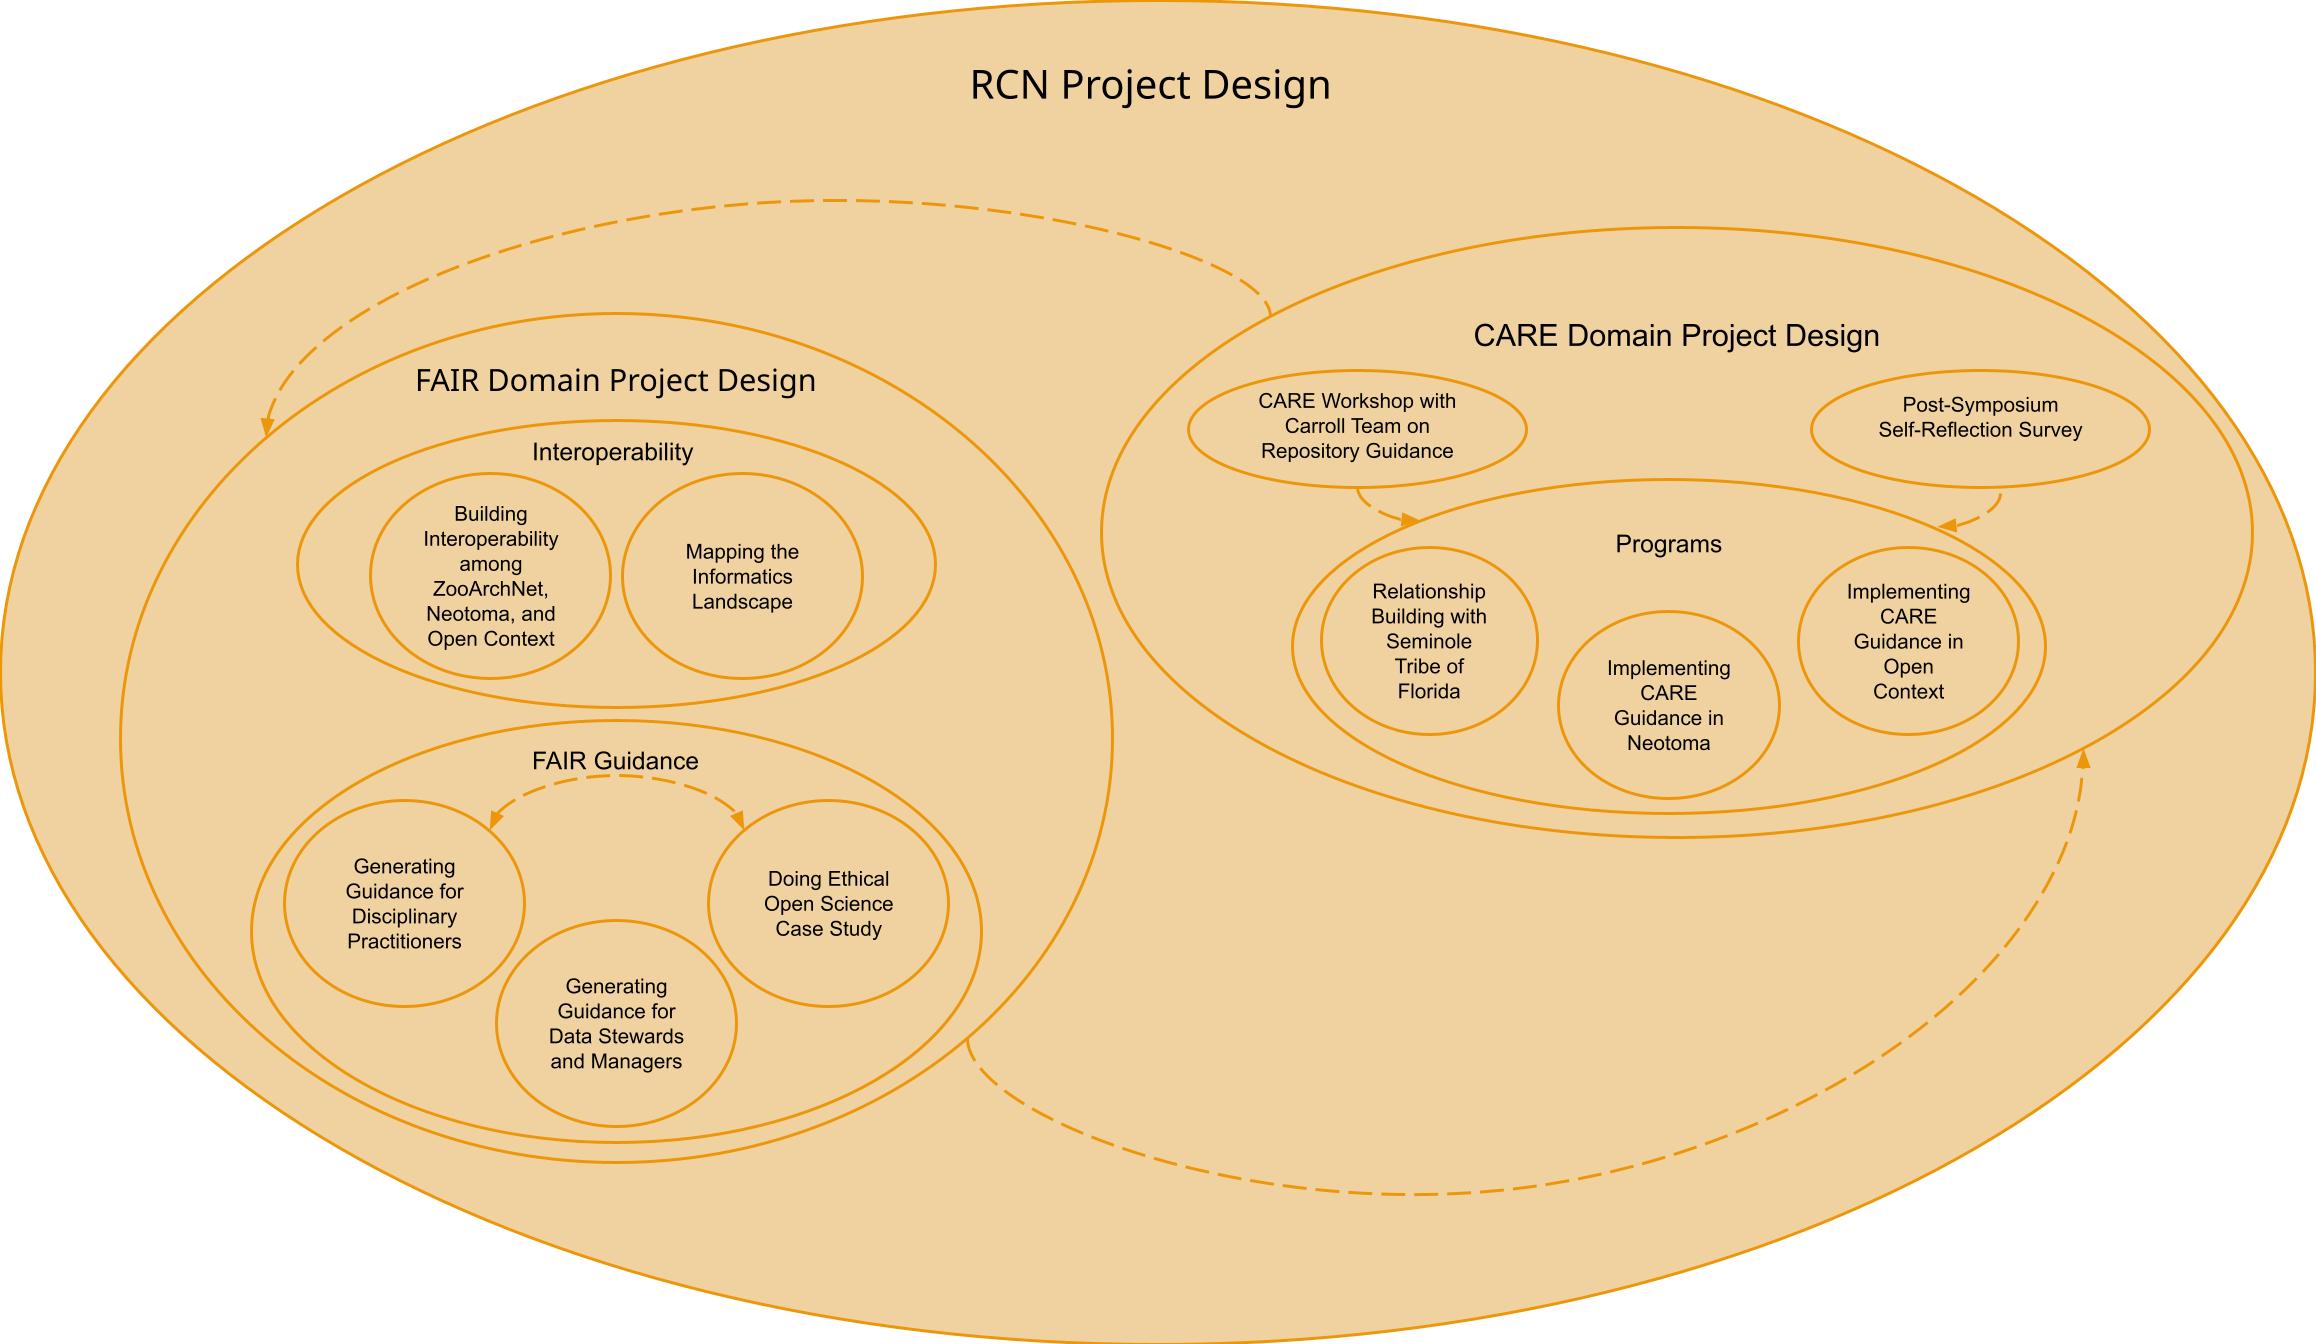 RCN Project Design
FAIR Domain Project Design
Interoperability
Building
Interoperability
among
ZooArchNet,
Neotoma, and
Open Context
Mapping the
Informatics
Landscape
FAIR Guidance
Generating
Guidance for
Disciplinary
Practitioners
Generating
Guidance for
Data Stewards
and Managers
Doing Ethical
Open Science
Case Study
CARE Domain Project Design
CARE Workshop with
Carroll Team on
Repository Guidance
Post-Symposium
Self-Reflection Survey
Programs
Relationship
Building with
Seminole
Tribe of
Florida
Implementing
CARE
Guidance in
Neotoma
Implementing
CARE
Guidance in
Open
Context